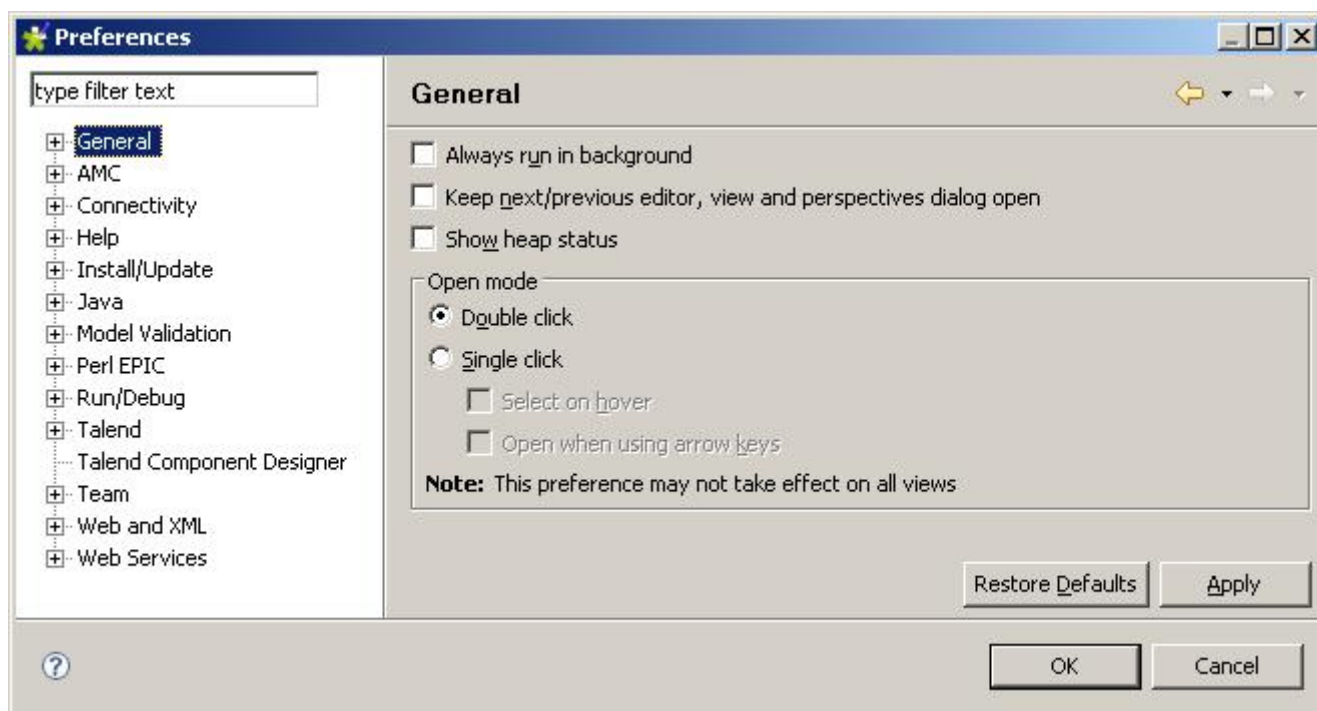 Preferences
type filter text
General
AMC
Connectivity
Help
Install/Update
Java
Model Validation
Perl EPIC
Run/Debug
Talend
Talend Component Designer
Team
Web and XML
Web Services
General
Always run in background
Keep next/previous editor, view and perspectives dialog open
Show heap status
Open mode
Double click
Single click
Select on hover
Open when using arrow keys
Note: This preference may not take effect on all views
Restore Defaults
Apply
OK
Cancel